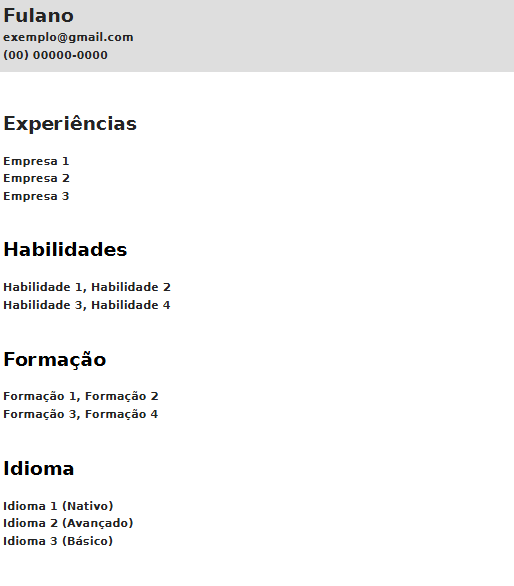 Fulano
exemplo@gmail.com
(00) 00000-0000
Experiências
Empresa 1
Empresa 2
Empresa 3
Habilidades
Habilidade 1, Habilidade 2
Habilidade 3, Habilidade 4
Formação
Formação 1, Formação 2
Formação 3, Formação 4
Idioma
Idioma 1 (Nativo)
Idioma 2 (Avançado)
Idioma 3 (Básico)